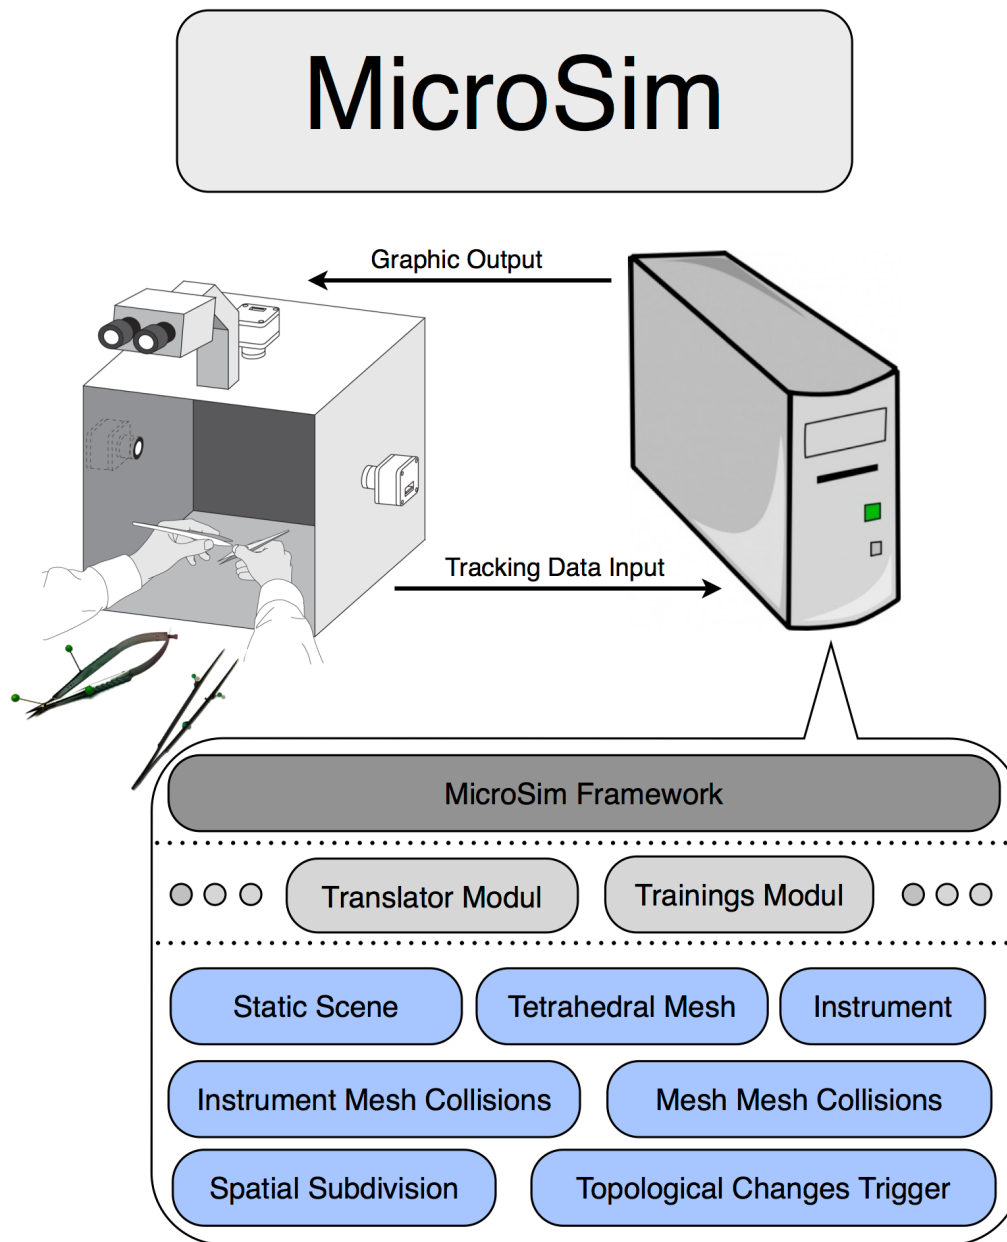 MicroSim
Graphic Output
Tracking Data Input
MicroSim Framework
Translator Modul
Trainings Modul
Static Scene
Tetrahedral Mesh
Instrument
Instrument Mesh Collisions
Mesh Mesh Collisions
Spatial Subdivision
Topological Changes Trigger